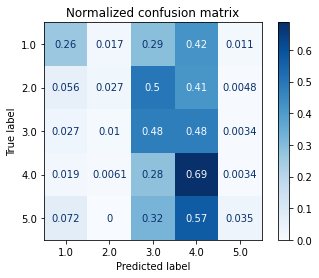 Normalized confusion matrix
True label
1.0 0.26 0.017 0.29 0.42 0.011
2.0 0.056 0.027 0.5 0.41 0.0048
3.0 0.027 0.01 0.48 0.48 0.0034
4.0 0.019 0.0061 0.28 0.69 0.0034
5.0 0.072 0 0.32 0.57 0.035
1.0 2.0 3.0 4.0 5.0
Predicted label
0.6
0.5
0.4
0.3
0.2
0.1
0.0